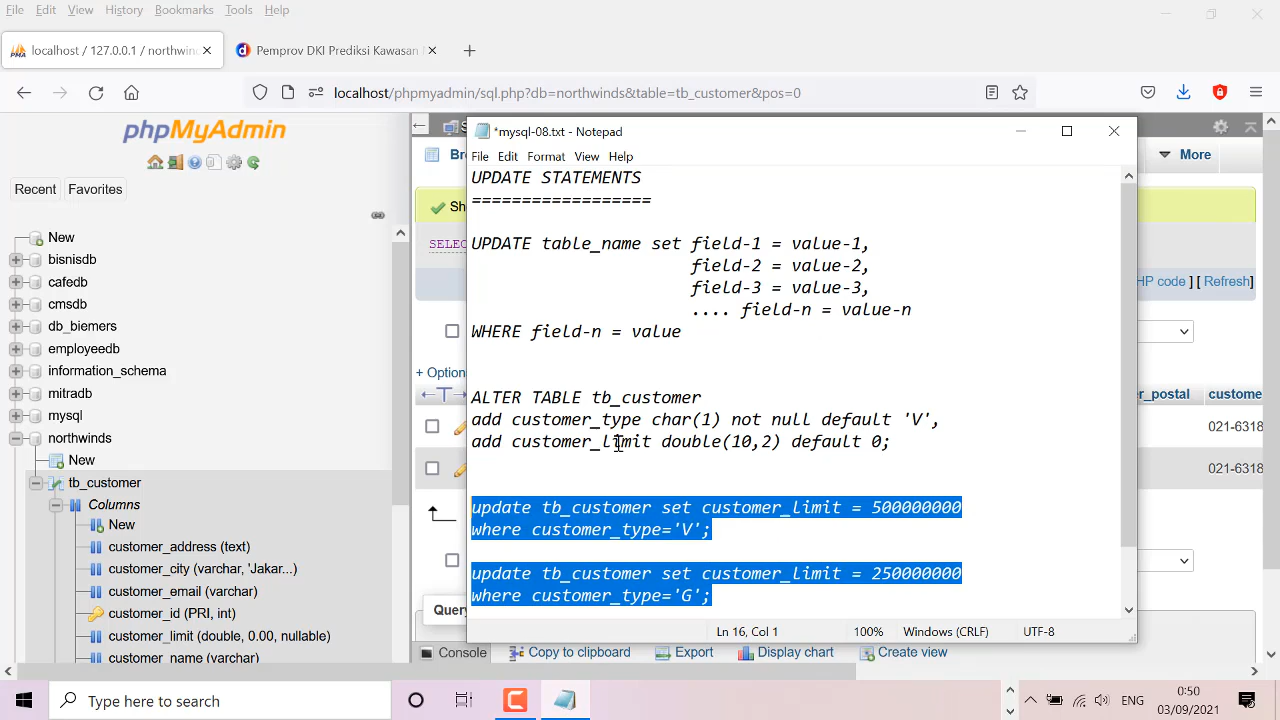 File Edit View History Bookmarks Tools Help
localhost / 127.0.0.1 / northwin
Pemprov DKI Prediksi Kawasan
localhost/phpmyadmin/sql.php?db=northwinds&table=tb_customer&pos=0
phpMyAdmin
Recent Favorites
New
bisnisdb
cafedb
cmsdb
db_biemers
employeedb
information_schema
mitradb
mysql
northwinds
New
tb_customer
Columns
New
customer_address (text)
customer_city (varchar, 'Jakar...)
customer_email (varchar)
customer_id (PRI, int)
customer_limit (double, 0.00, nullable)
customer_name (varchar)
*mysql-08.txt - Notepad
File Edit Format View Help
UPDATE STATEMENTS
==================
UPDATE table_name set field-1 = value-1,
field-2 = value-2,
field-3 = value-3,
.... field-n = value-n
WHERE field-n = value
ALTER TABLE tb_customer
add customer_type char(1) not null default 'V',
add customer_limit double(10,2) default 0;
update tb_customer set customer_limit = 500000000
where customer_type='V';
update tb_customer set customer_limit = 250000000
where customer_type='G';
Ln 16, Col 1 100% Windows (CRLF) UTF-8
More
HP code ] [ Refresh]
+ Option
r_postal custome
021-6318
021-6318
Console Copy to clipboard Export Display chart Create view
Type here to search
ENG
0:50
03/09/2021